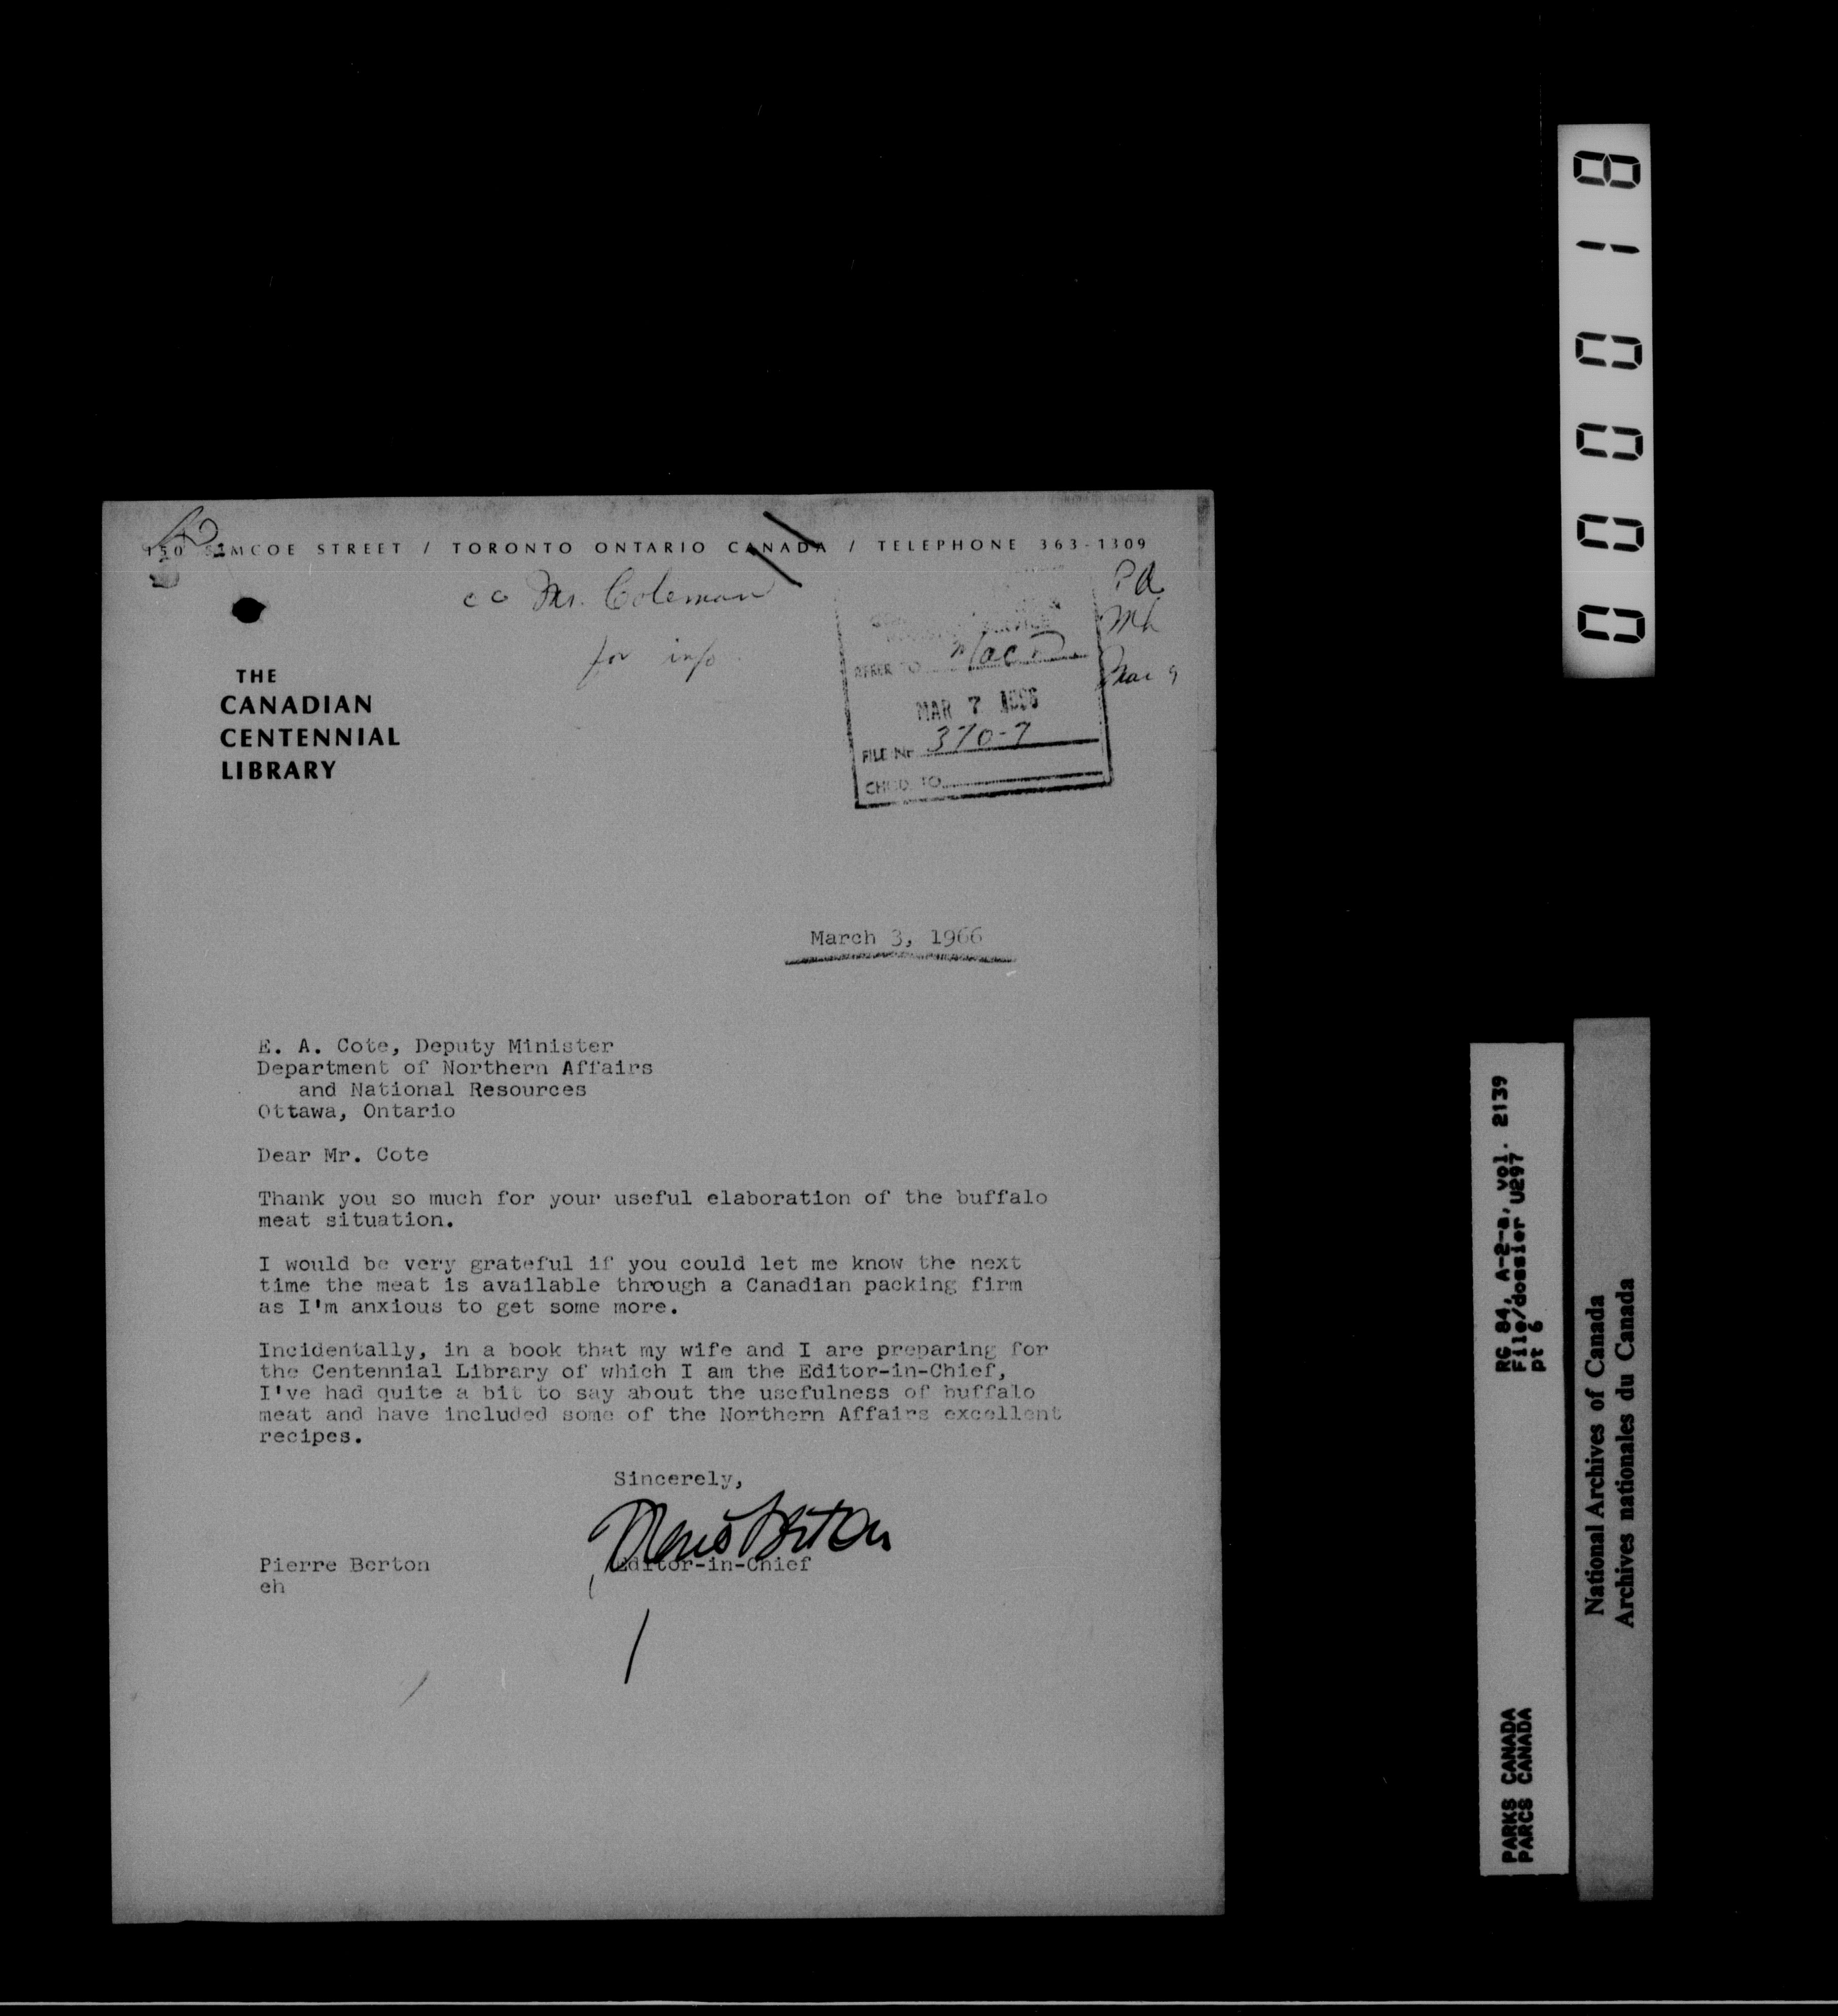 150 SIMCOE STREET / TORONTO ONTARIO CANADA / TELEPHONE 363-1309
cc Mr. Coleman
for info
THE
CANADIAN
CENTENNIAL
LIBRARY
REFER TO
MAR 7 1966
FILE No. 370-7
CHGD. TO
Mar 9
March 3, 1966
E. A. Cote, Deputy Minister
Department of Northern Affairs
and National Resources
Ottawa, Ontario
Dear Mr. Cote
Thank you so much for your useful elaboration of the buffalo
meat situation.
I would be very grateful if you could let me know the next
time the meat is available through a Canadian packing firm
as I'm anxious to get some more.
Incidentally, in a book that my wife and I are preparing for
the Centennial Library of which I am the Editor-in-Chief,
I've had quite a bit to say about the usefulness of buffalo
meat and have included some of the Northern Affairs excellent
recipes.
Sincerely,
Pierre Berton
Pierre Berton Editor-in-Chief
eh
000018
RG 84, A-2-a, vol. 2139
File/dossier U297
pt 6
PARKS CANADA
PARCS CANADA
National Archives of Canada
Archives nationales du Canada